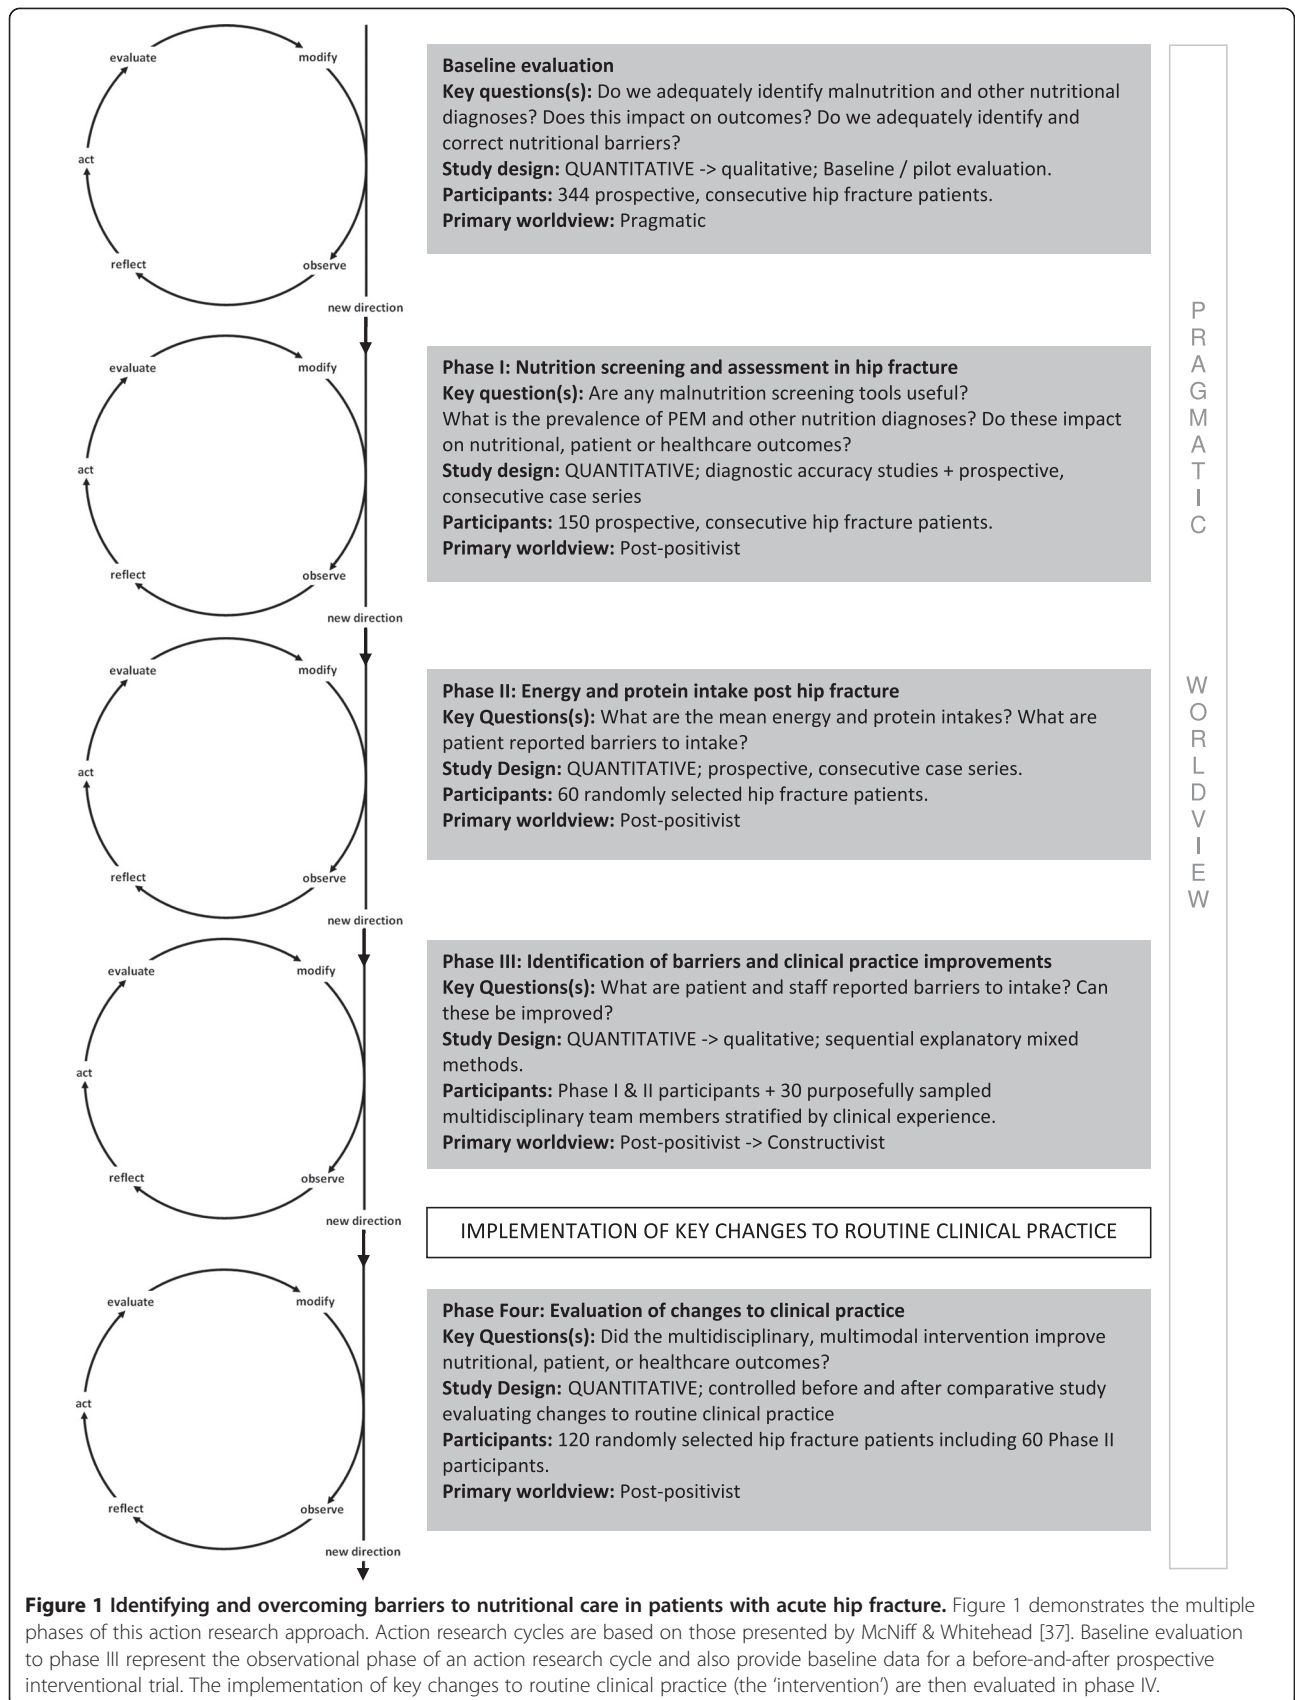 evaluate
modify
act
reflect
observe
new direction
Baseline evaluation
Key questions(s): Do we adequately identify malnutrition and other nutritional
diagnoses? Does this impact on outcomes? Do we adequately identify and
correct nutritional barriers?
Study design: QUANTITATIVE -> qualitative; Baseline / pilot evaluation.
Participants: 344 prospective, consecutive hip fracture patients.
Primary worldview: Pragmatic
evaluate
modify
act
reflect
observe
new direction
Phase I: Nutrition screening and assessment in hip fracture
Key question(s): Are any malnutrition screening tools useful?
What is the prevalence of PEM and other nutrition diagnoses? Do these impact
on nutritional, patient or healthcare outcomes?
Study design: QUANTITATIVE; diagnostic accuracy studies + prospective,
consecutive case series
Participants: 150 prospective, consecutive hip fracture patients.
Primary worldview: Post-positivist
evaluate
modify
act
reflect
observe
new direction
Phase II: Energy and protein intake post hip fracture
Key Questions(s): What are the mean energy and protein intakes? What are
patient reported barriers to intake?
Study Design: QUANTITATIVE; prospective, consecutive case series.
Participants: 60 randomly selected hip fracture patients.
Primary worldview: Post-positivist
evaluate
modify
act
reflect
observe
new direction
Phase III: Identification of barriers and clinical practice improvements
Key Questions(s): What are patient and staff reported barriers to intake? Can
these be improved?
Study Design: QUANTITATIVE -> qualitative; sequential explanatory mixed
methods.
Participants: Phase I & II participants + 30 purposefully sampled
multidisciplinary team members stratified by clinical experience.
Primary worldview: Post-positivist -> Constructivist
IMPLEMENTATION OF KEY CHANGES TO ROUTINE CLINICAL PRACTICE
evaluate
modify
act
reflect
observe
new direction
Phase Four: Evaluation of changes to clinical practice
Key Questions(s): Did the multidisciplinary, multimodal intervention improve
nutritional, patient, or healthcare outcomes?
Study Design: QUANTITATIVE; controlled before and after comparative study
evaluating changes to routine clinical practice
Participants: 120 randomly selected hip fracture patients including 60 Phase II
participants.
Primary worldview: Post-positivist
PRAGMATIC WORLDVIEW
Figure 1 Identifying and overcoming barriers to nutritional care in patients with acute hip fracture. Figure 1 demonstrates the multiple
phases of this action research approach. Action research cycles are based on those presented by McNiff & Whitehead [37]. Baseline evaluation
to phase III represent the observational phase of an action research cycle and also provide baseline data for a before-and-after prospective
interventional trial. The implementation of key changes to routine clinical practice (the ‘intervention’) are then evaluated in phase IV.